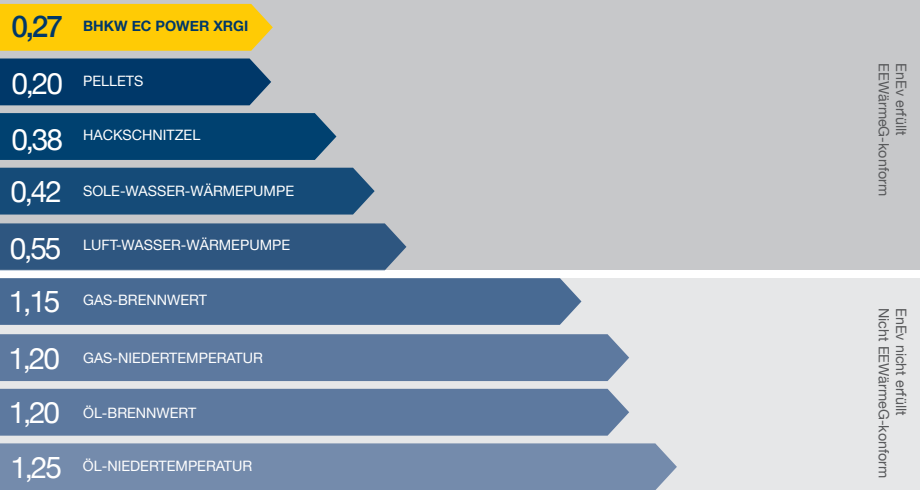 0,27 BHKW EC POWER XRGI
0,20 PELLETS
0,38 HACKSCHNITZEL
0,42 SOLE-WASSER-WÄRMEPUMPE
0,55 LUFT-WASSER-WÄRMEPUMPE
EnEv erfüllt
EEWärmeG-konform
1,15 GAS-BRENNWERT
1,20 GAS-NIEDERTEMPERATUR
1,20 ÖL-BRENNWERT
1,25 ÖL-NIEDERTEMPERATUR
EnEv nicht erfüllt
Nicht EEWärmeG-konform